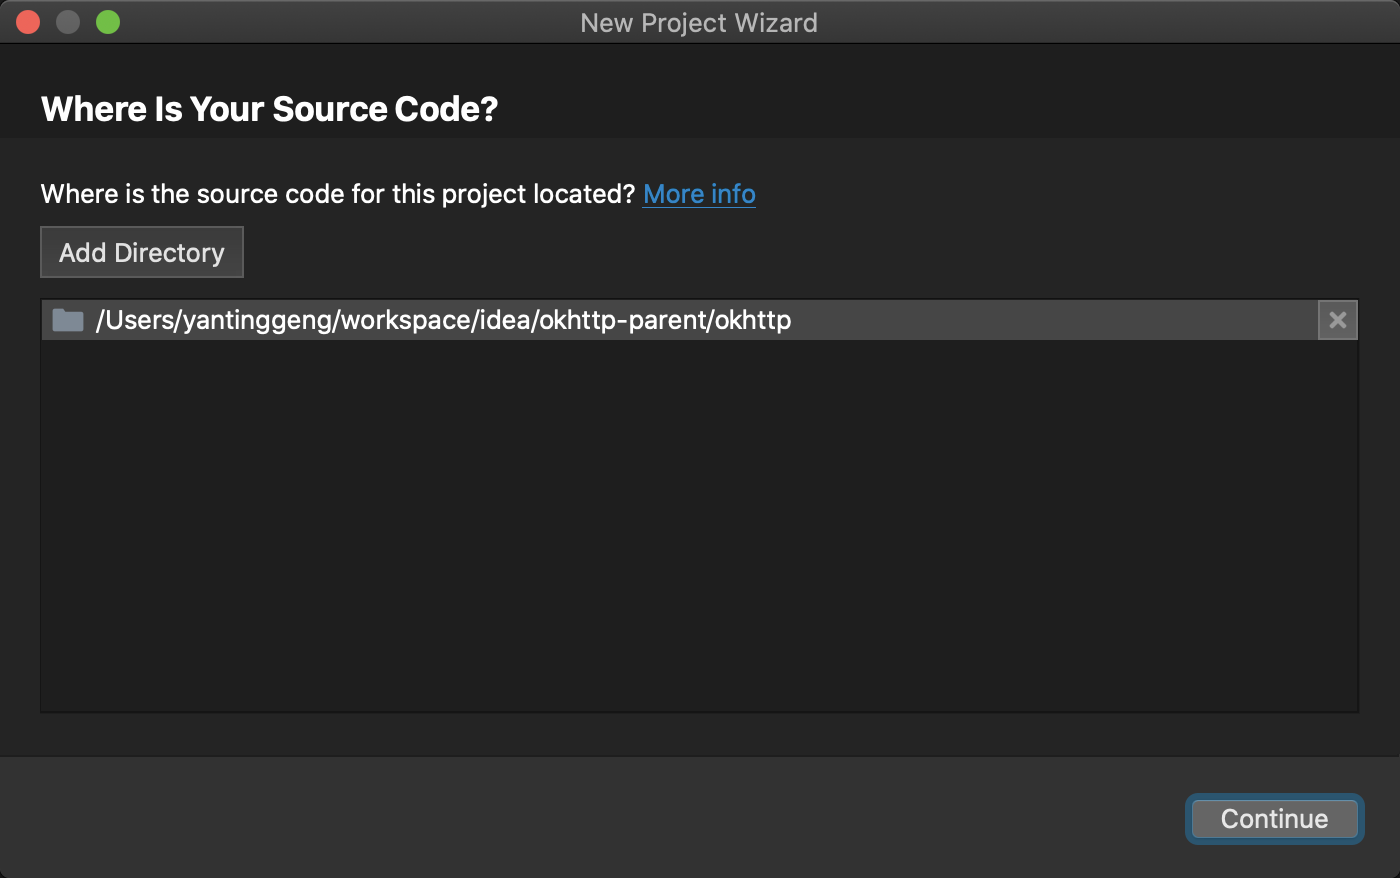 New Project Wizard
Where Is Your Source Code?
Where is the source code for this project located? More info
Add Directory
/Users/yantinggeng/workspace/idea/okhttp-parent/okhttp
Continue